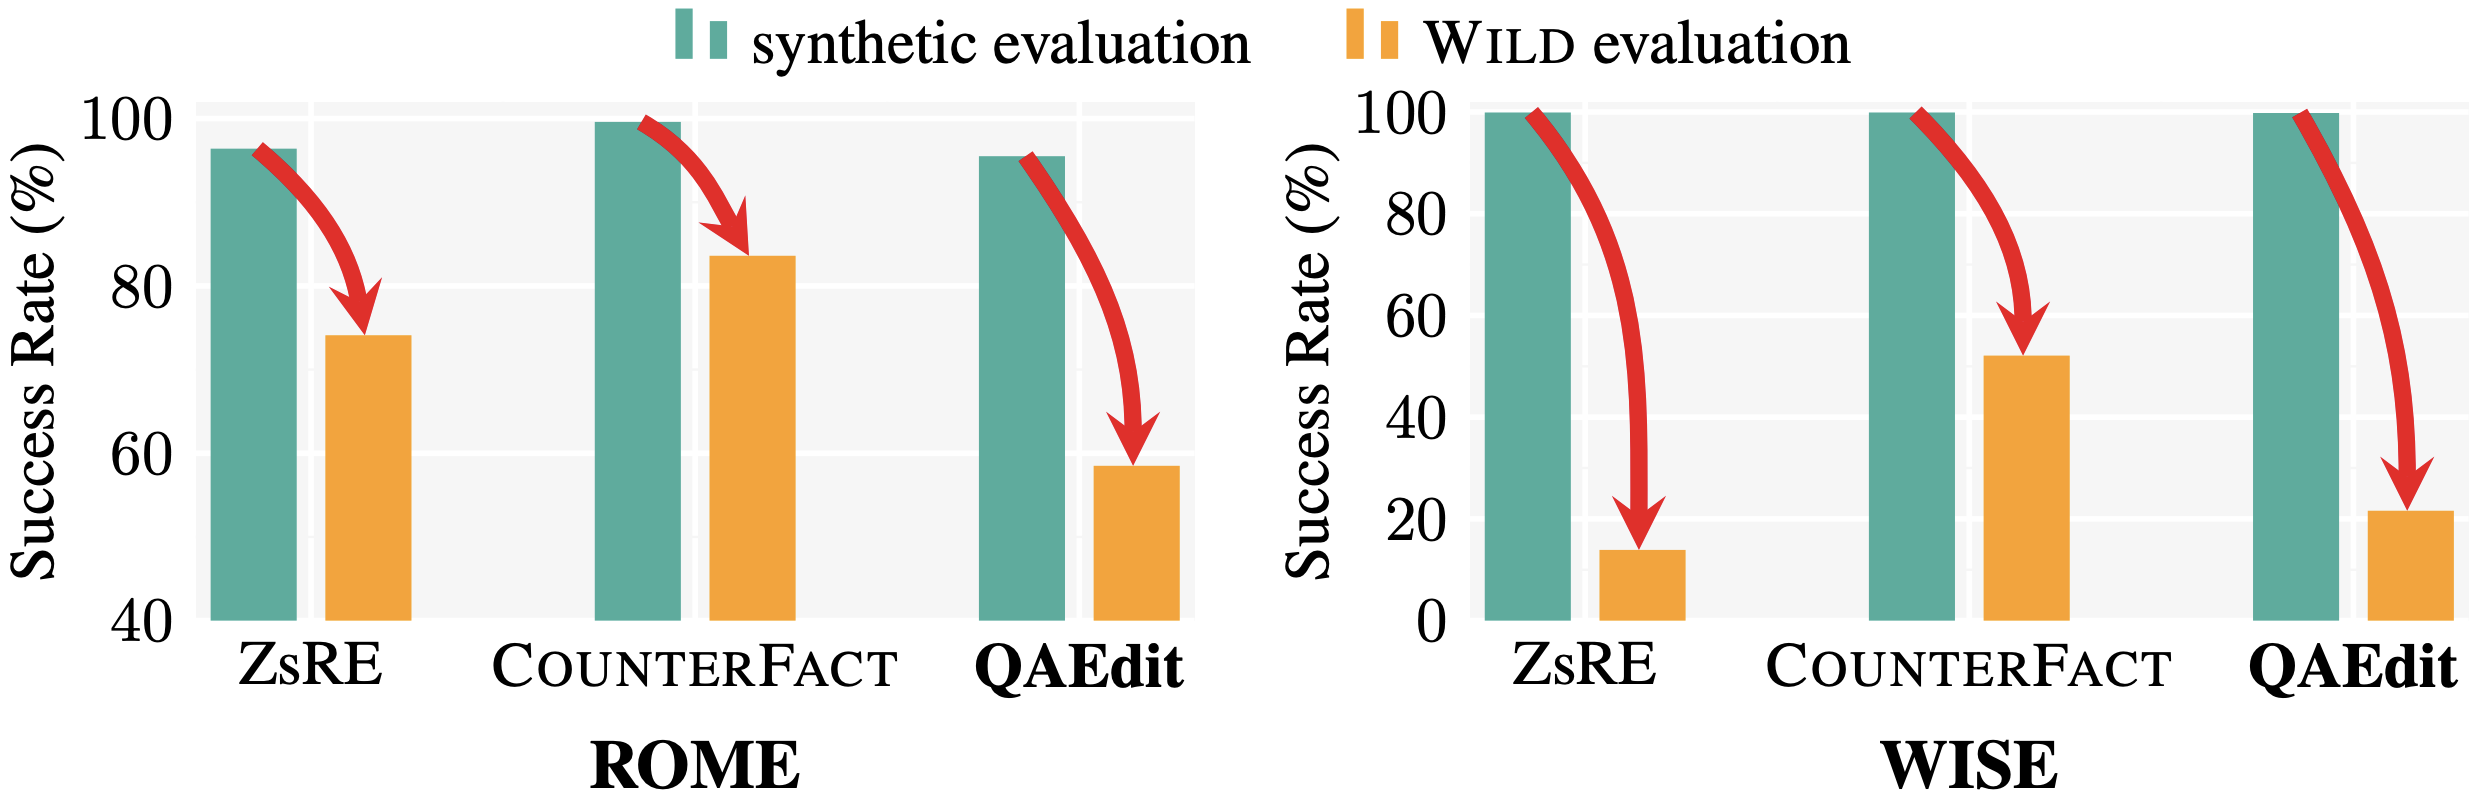 synthetic evaluation
WILD evaluation
Success Rate (%)
100
80
60
40
ZsRE
COUNTERFACT
QAEdit
ROME
Success Rate (%)
100
80
60
40
20
0
ZsRE
COUNTERFACT
QAEdit
WISE